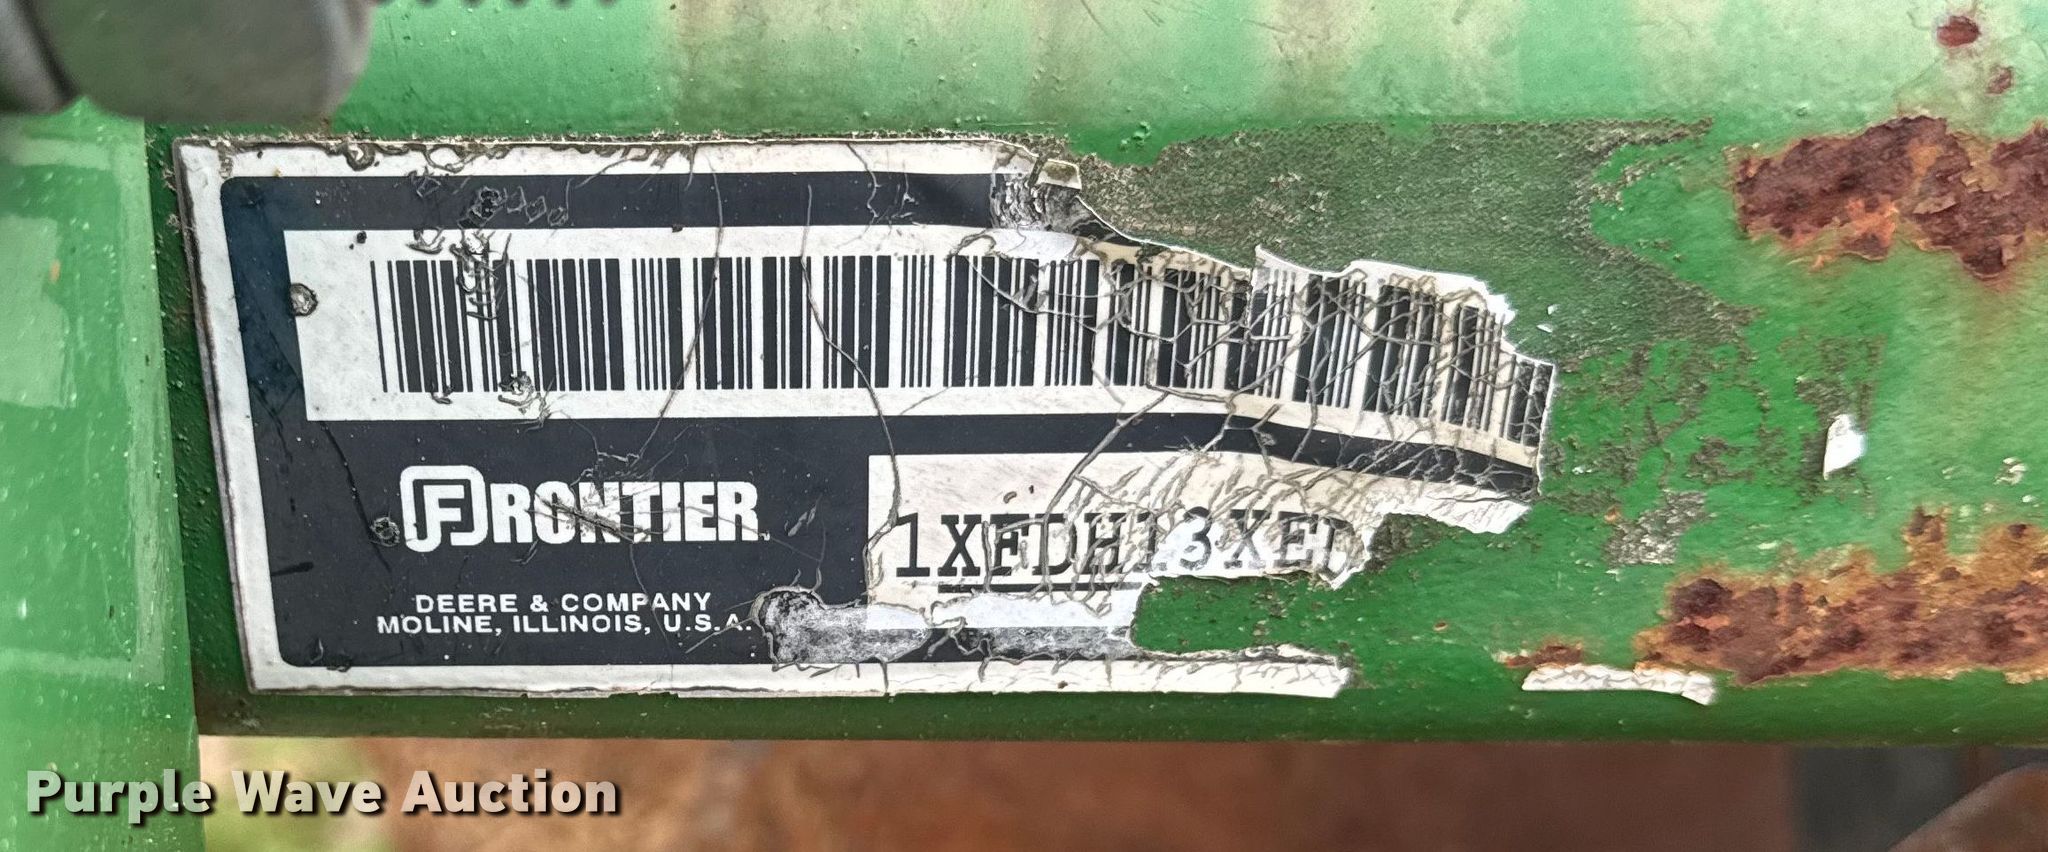 FRONTIER
1XFDH13XED
DEERE & COMPANY
MOLINE, ILLINOIS, U.S.A.
Purple Wave Auction